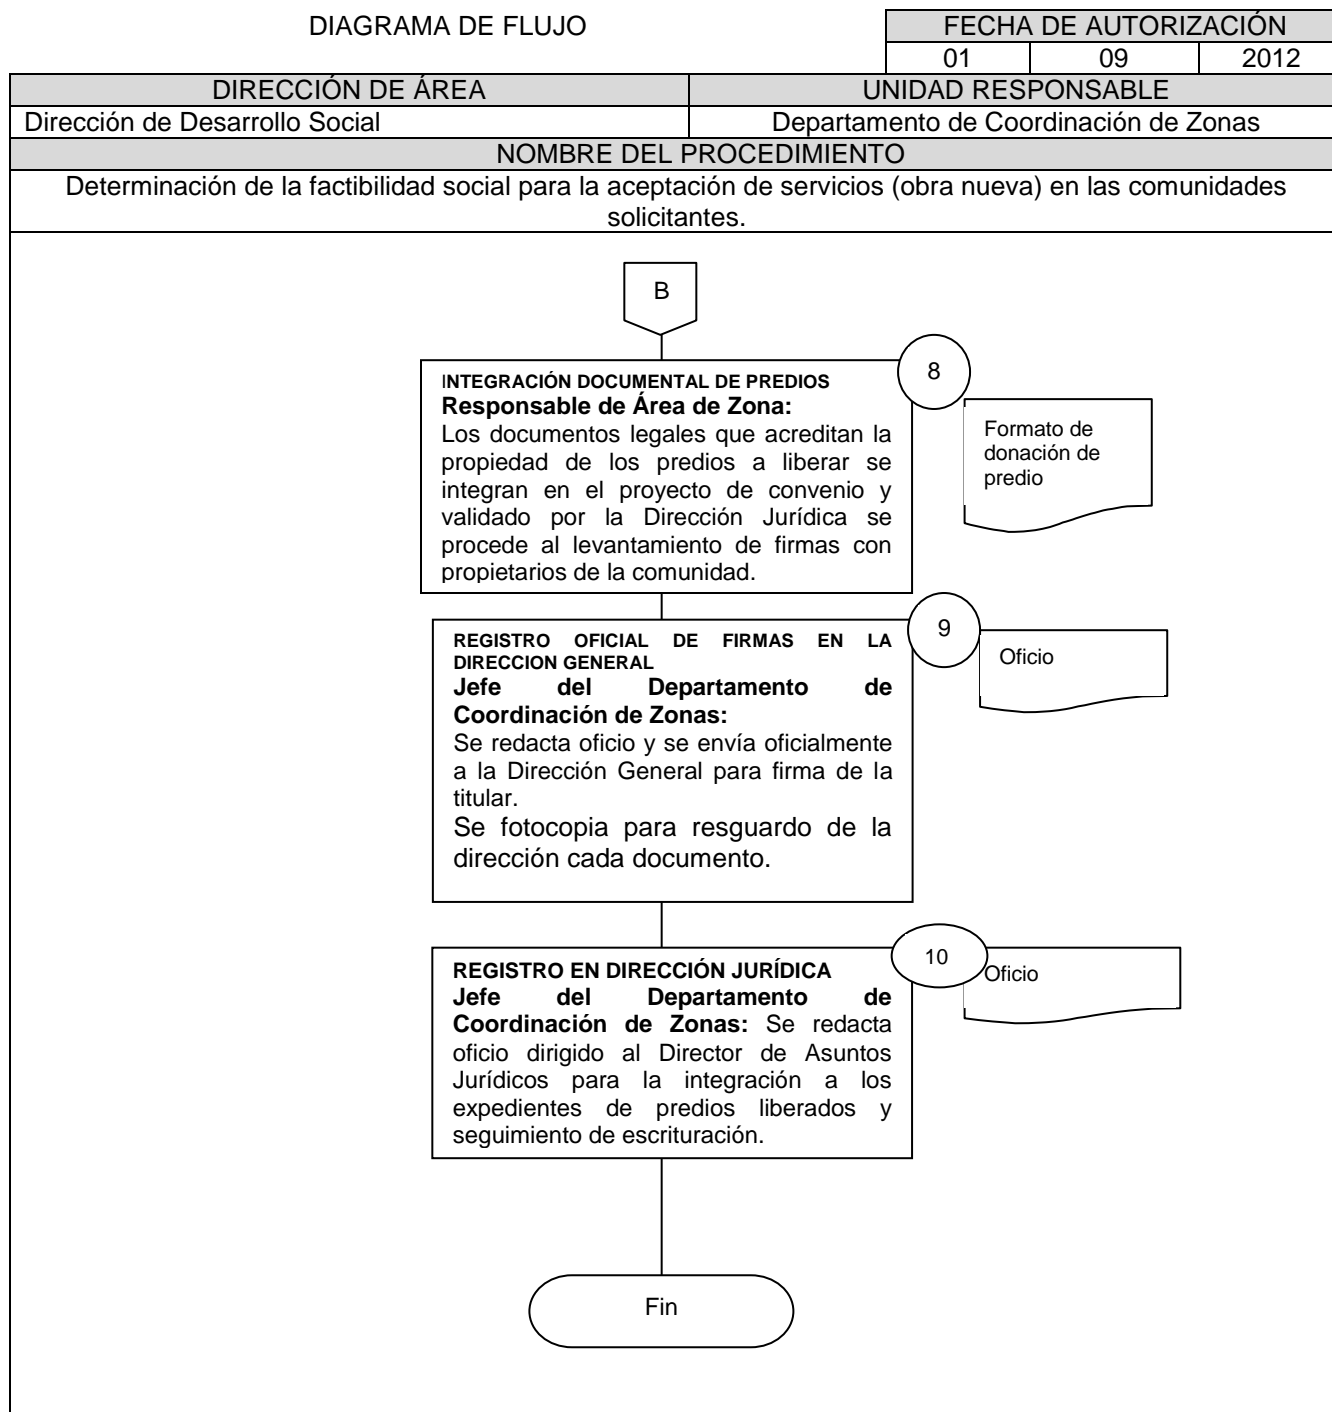 DIAGRAMA DE FLUJO
FECHA DE AUTORIZACIÓN
01 09 2012
DIRECCIÓN DE ÁREA
UNIDAD RESPONSABLE
Dirección de Desarrollo Social
Departamento de Coordinación de Zonas
NOMBRE DEL PROCEDIMIENTO
Determinación de la factibilidad social para la aceptación de servicios (obra nueva) en las comunidades
solicitantes.
B
8
INTEGRACIÓN DOCUMENTAL DE PREDIOS
Responsable de Área de Zona:
Los documentos legales que acreditan la
propiedad de los predios a liberar se
integran en el proyecto de convenio y
validado por la Dirección Jurídica se
procede al levantamiento de firmas con
propietarios de la comunidad.
Formato de
donación de
predio
9
REGISTRO OFICIAL DE FIRMAS EN LA
DIRECCION GENERAL
Jefe del Departamento de
Coordinación de Zonas:
Se redacta oficio y se envía oficialmente
a la Dirección General para firma de la
titular.
Se fotocopia para resguardo de la
dirección cada documento.
Oficio
10
REGISTRO EN DIRECCIÓN JURÍDICA
Jefe del Departamento de
Coordinación de Zonas: Se redacta
oficio dirigido al Director de Asuntos
Jurídicos para la integración a los
expedientes de predios liberados y
seguimiento de escrituración.
Oficio
Fin